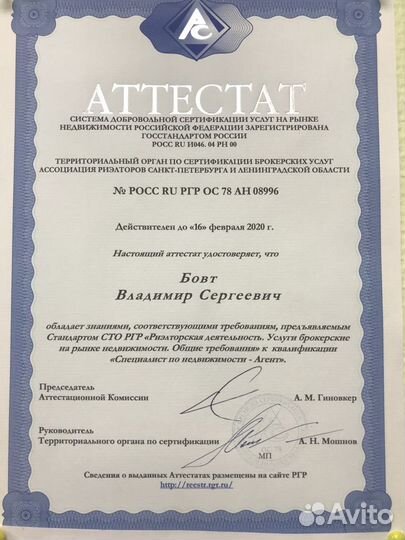 АТТЕСТАТ
СИСТЕМА ДОБРОВОЛЬНОЙ СЕРТИФИКАЦИИ УСЛУГ НА РЫНКЕ
НЕДВИЖИМОСТИ РОССИЙСКОЙ ФЕДЕРАЦИИ ЗАРЕГИСТРИРОВАНА
ГОССТАНДАРТОМ РОССИИ
РОСС RU И046. 04 РН 00
ТЕРРИТОРИАЛЬНЫЙ ОРГАН ПО СЕРТИФИКАЦИИ БРОКЕРСКИХ УСЛУГ
АССОЦИАЦИЯ РИЭЛТОРОВ САНКТ-ПЕТЕРБУРГА И ЛЕНИНГРАДСКОЙ ОБЛАСТИ
№ РОСС RU РГР ОС 78 АН 08996
Действителен до «16» февраля 2020 г.
Настоящий аттестат удостоверяет, что
Бовт
Владимир Сергеевич
обладает знаниями, соответствующими требованиям, предъявляемым
Стандартом СТО РГР «Риэлторская деятельность. Услуги брокерские
на рынке недвижимости. Общие требования» к квалификации
«Специалист по недвижимости - Агент».
Председатель
Аттестационной Комиссии А. М. Гиновкер
Руководитель
Территориального органа по сертификации А. Н. Мошнов
МП
Сведения о выданных Аттестатах размещены на сайте РГР
http://reestr.rgr.ru/
Avito